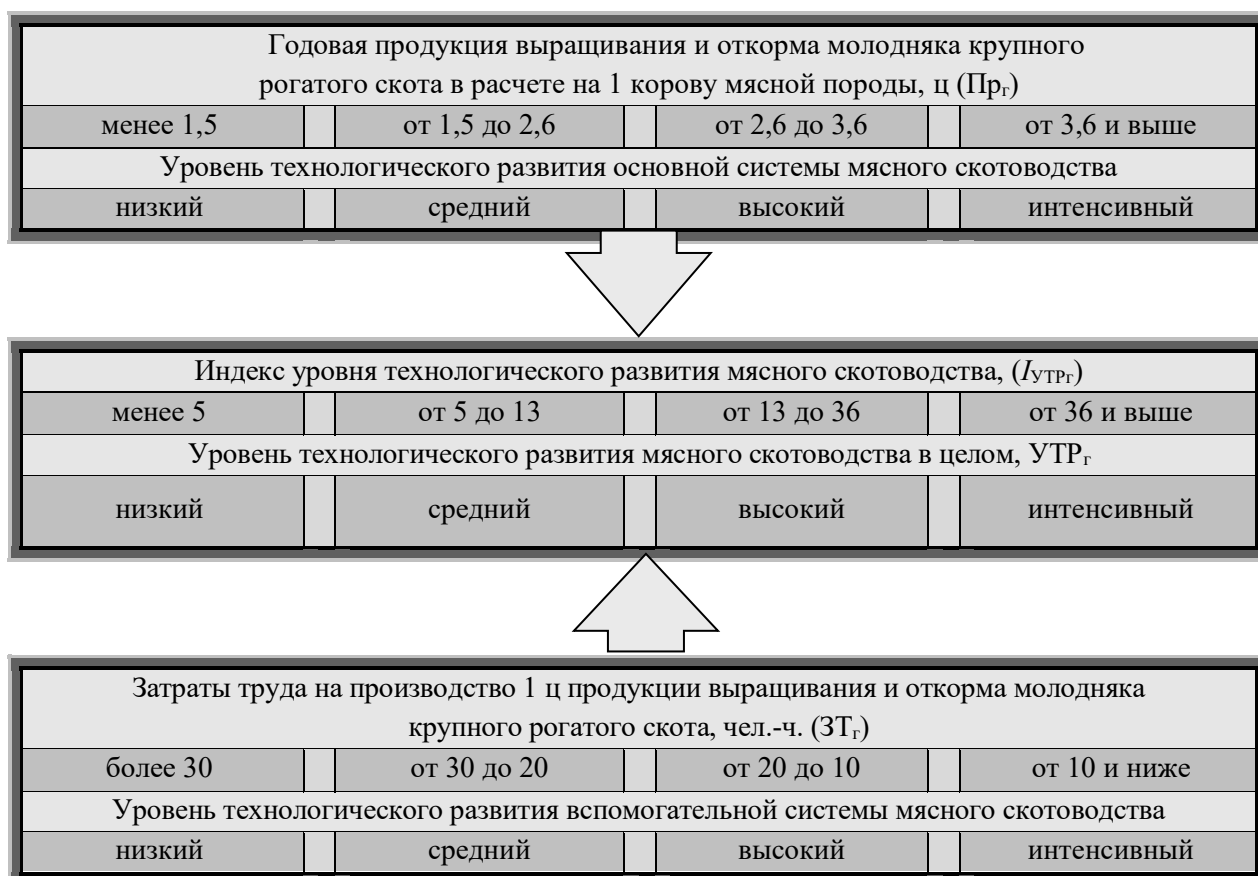 Годовая продукция выращивания и откорма молодняка крупного
рогатого скота в расчете на 1 корову мясной породы, ц (Прг)
менее 1,5 от 1,5 до 2,6 от 2,6 до 3,6 от 3,6 и выше
Уровень технологического развития основной системы мясного скотоводства
низкий средний высокий интенсивный
Индекс уровня технологического развития мясного скотоводства, (IУТРг)
менее 5 от 5 до 13 от 13 до 36 от 36 и выше
Уровень технологического развития мясного скотоводства в целом, УТРг
низкий средний высокий интенсивный
Затраты труда на производство 1 ц продукции выращивания и откорма молодняка
крупного рогатого скота, чел.-ч. (ЗТг)
более 30 от 30 до 20 от 20 до 10 от 10 и ниже
Уровень технологического развития вспомогательной системы мясного скотоводства
низкий средний высокий интенсивный